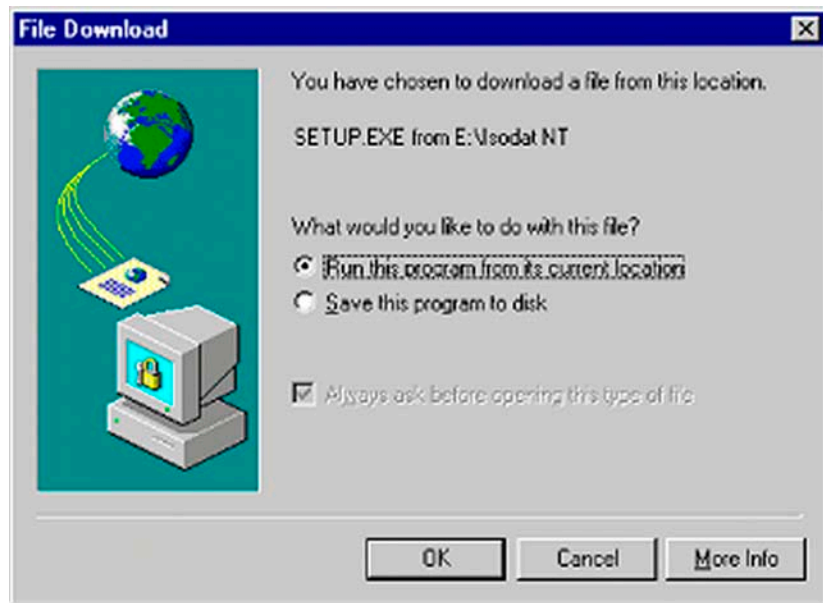 File Download
You have chosen to download a file from this location.
SETUP.EXE from E:\Isodat NT
What would you like to do with this file?
Run this program from its current location
Save this program to disk
Always ask before opening this type of file
OK
Cancel
More Info